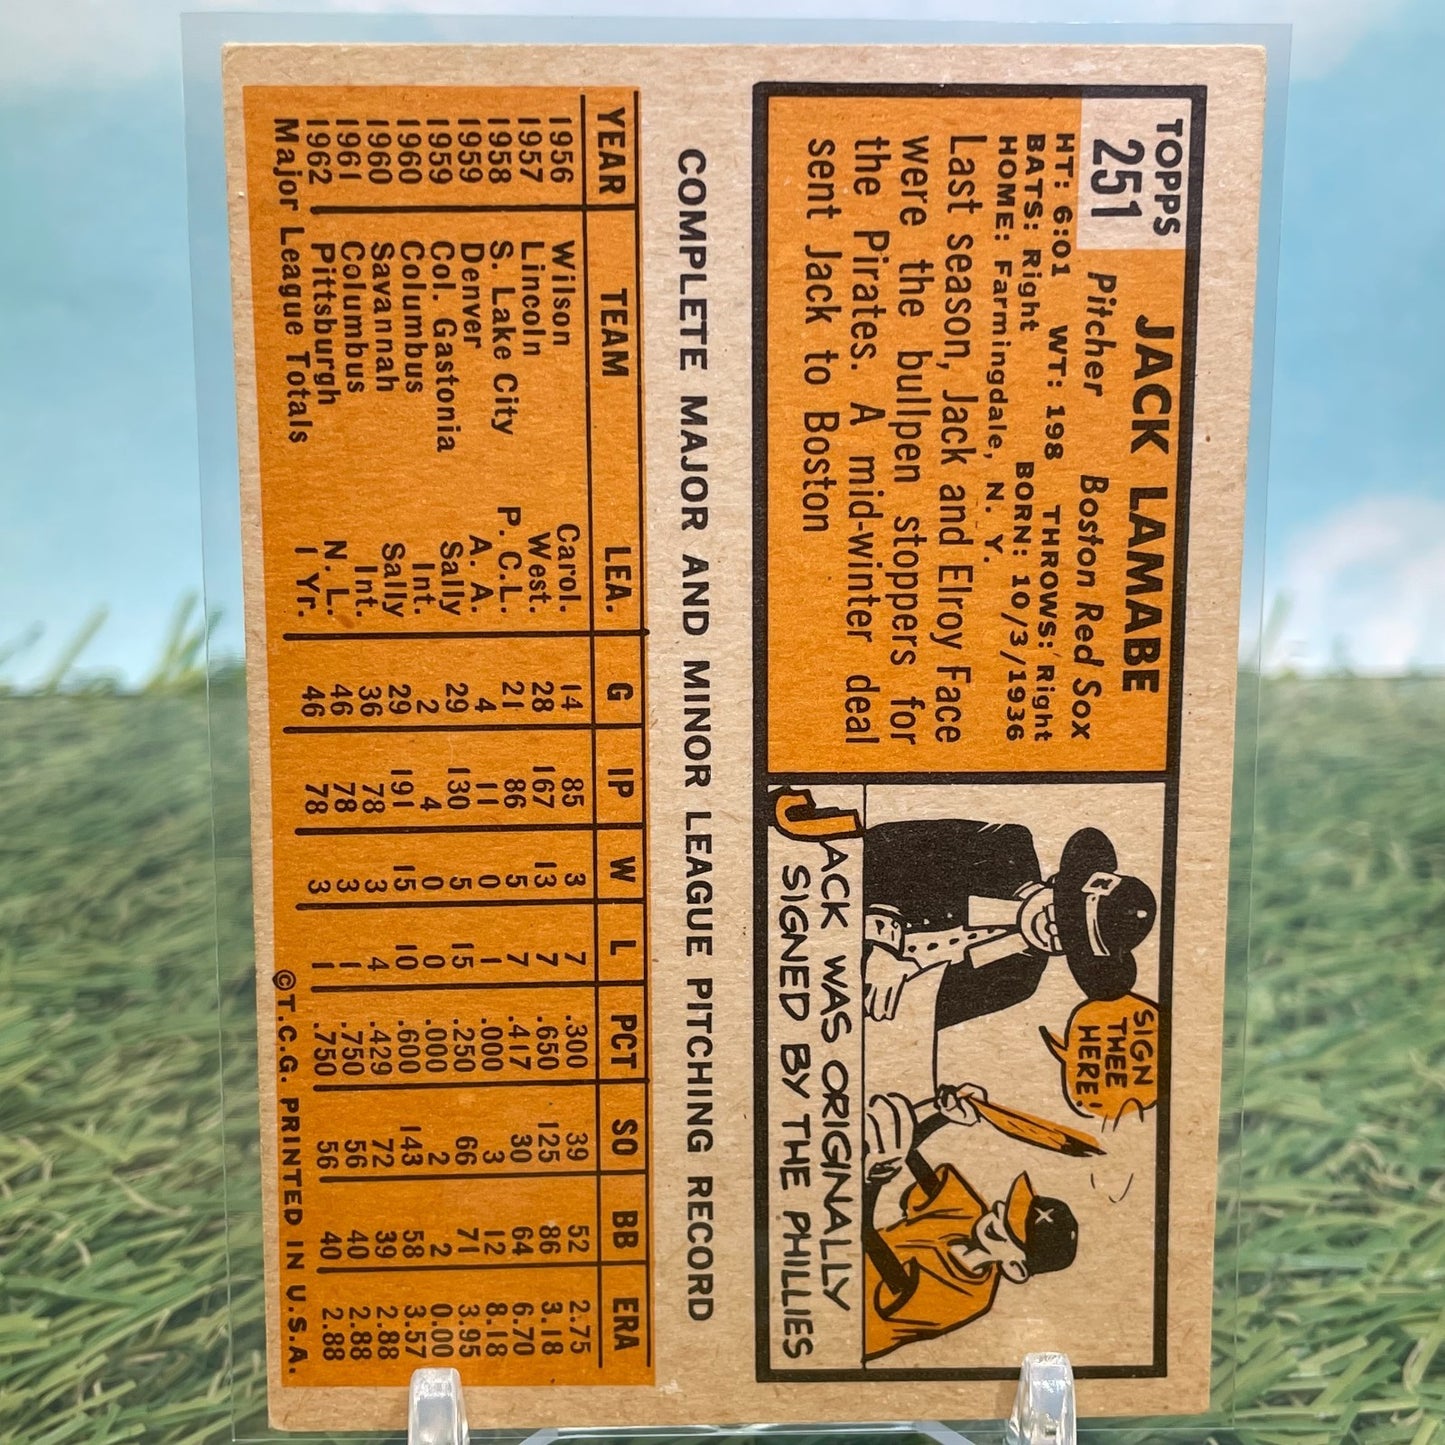 TOPPS
251
JACK LAMABE
Pitcher Boston Red Sox
HT: 6:01 WT: 198 THROWS: Right
BATS: Right BORN: 10/3/1936
HOME: Farmingdale, N. Y.
Last season, Jack and Elroy Face
were the bullpen stoppers for
the Pirates. A mid-winter deal
sent Jack to Boston
SIGN
THEE
HERE!
JACK WAS ORIGINALLY
SIGNED BY THE PHILLIES
COMPLETE MAJOR AND MINOR LEAGUE PITCHING RECORD
YEAR TEAM LEA. G IP W L PCT SO BB ERA
1956 Wilson Carol. 14 85 3 7 .300 39 52 2.75
1957 Lincoln West. 28 167 13 7 .650 125 86 3.18
1958 S. Lake City P.C.L. 21 86 5 7 .417 30 64 6.70
1959 Denver A. A. 4 11 0 1 .000 3 12 8.18
1959 Col. Gastonia Sally 29 130 5 15 .250 66 71 3.95
1960 Columbus Int. 2 4 0 0 .000 2 2 0.00
1960 Savannah Sally 29 191 15 10 .600 143 58 3.57
1961 Columbus Int. 36 78 3 4 .429 72 39 2.88
1962 Pittsburgh N. L. 46 78 3 1 .750 56 40 2.88
Major League Totals 1 Yr. 46 78 3 1 .750 56 40 2.88
©T.C.G. PRINTED IN U.S.A.